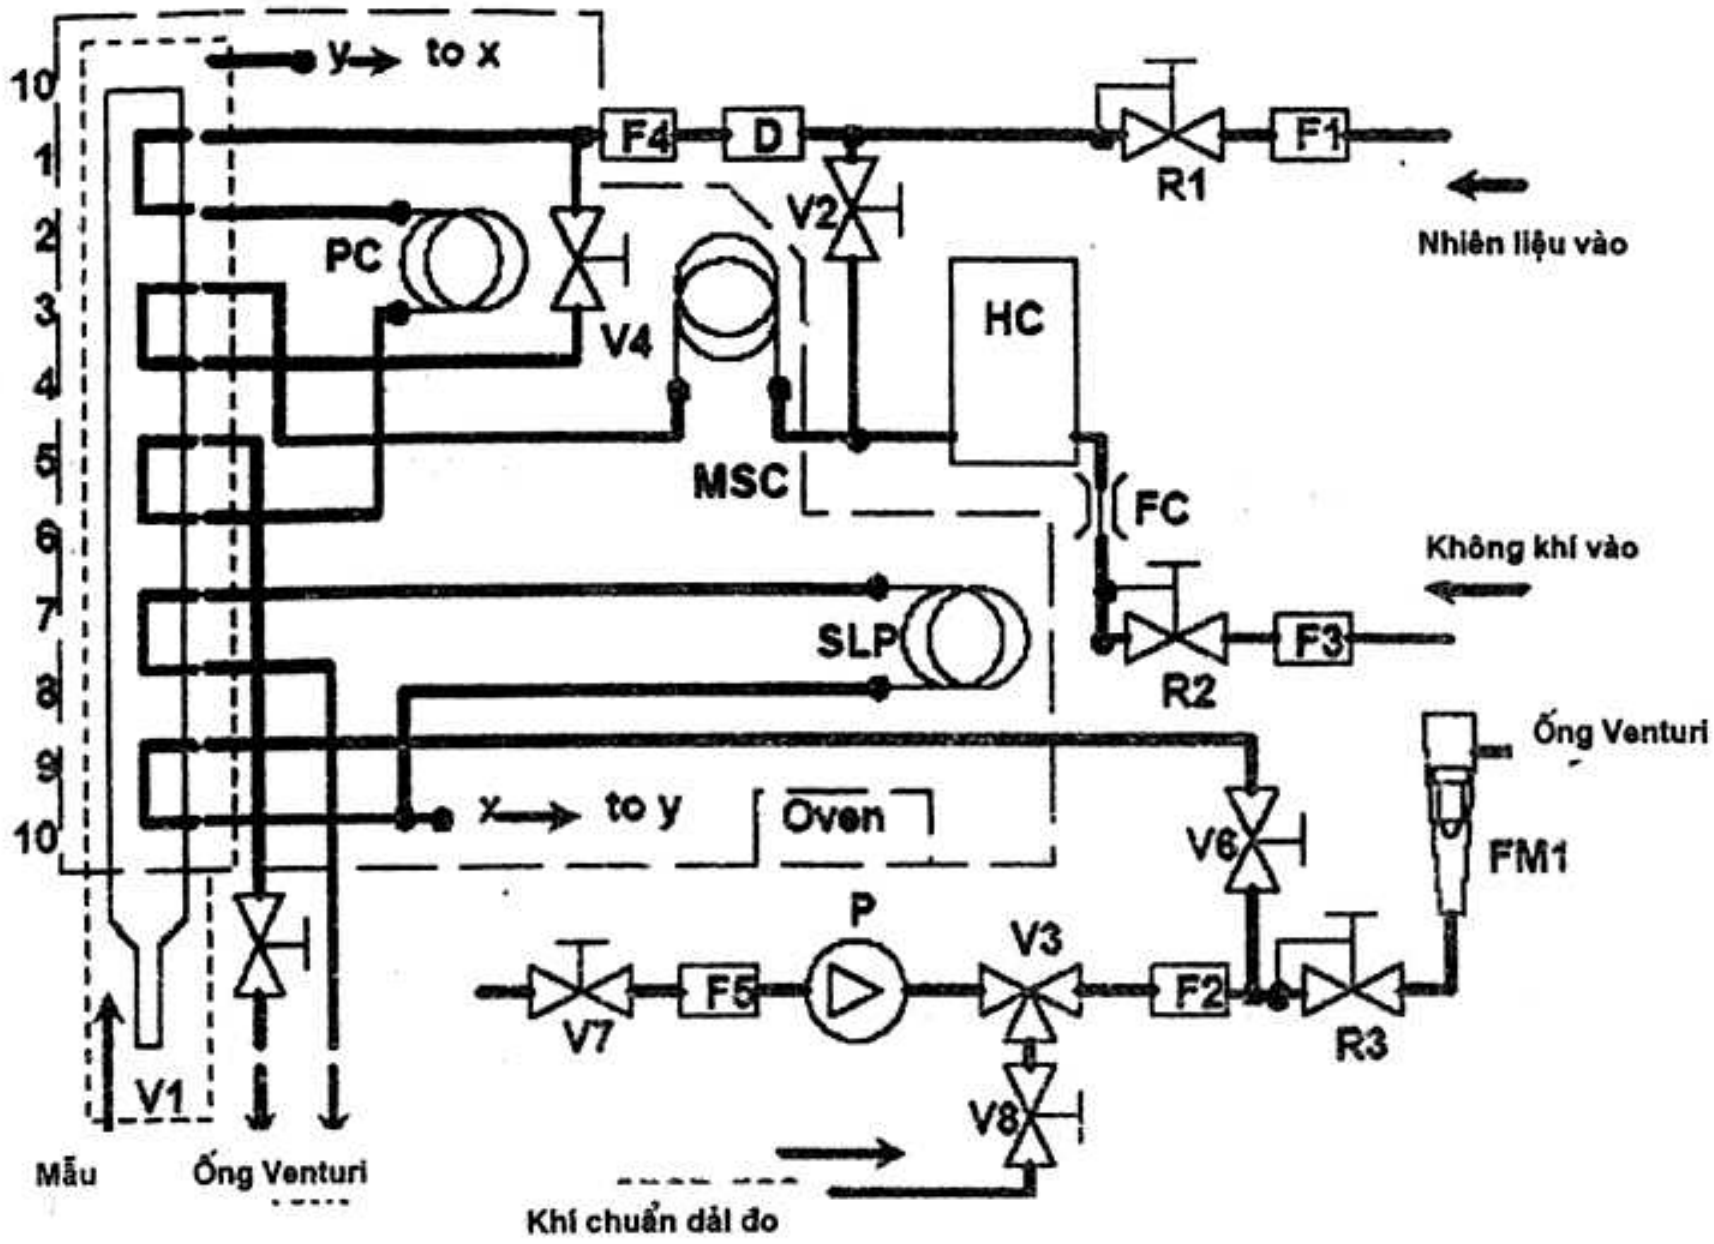 y to x
10
1
2
3
4
5
6
7
8
9
10
F4
D
F1
R1
V2
Nhiên liệu vào
PC
V4
HC
MSC
FC
Không khí vào
SLP
F3
R2
Ống Venturi
x to y
Oven
V6
FM1
P
V3
F5
F2
V7
R3
V1
V8
Mẫu
Ống Venturi
Khí chuẩn dải đo